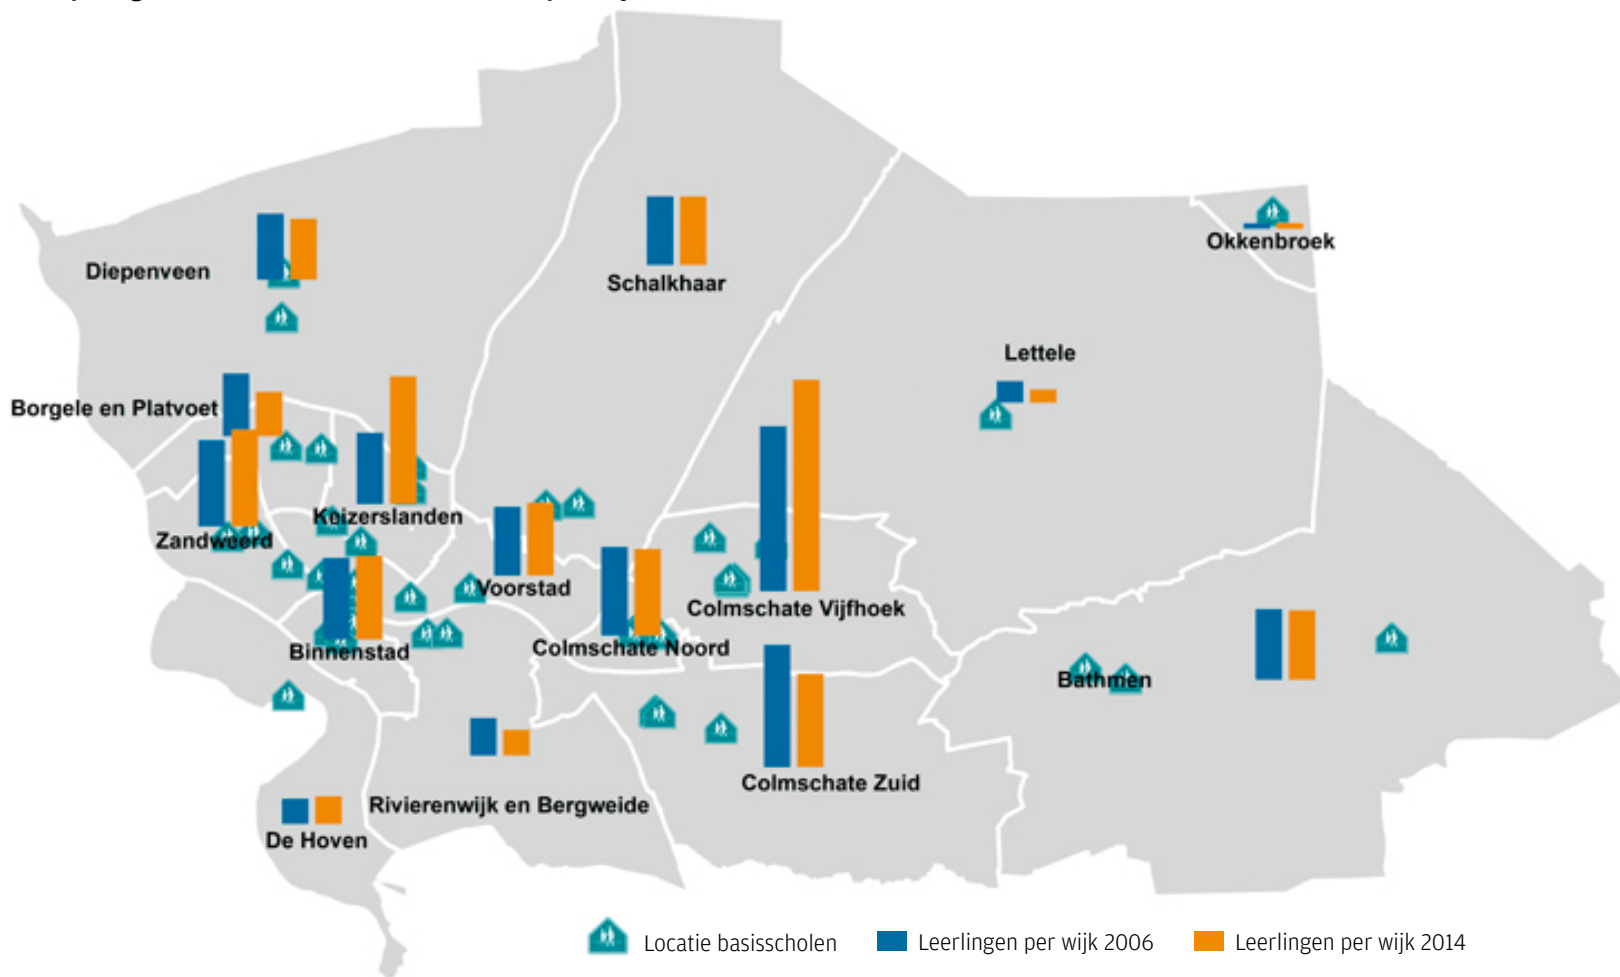 Okkenbroek
Diepenveen
Schalkhaar
Lettele
Borgele en Platvoet
Keizerslanden
Zandweerd
Voorstad
Colmschate Vijfhoek
Binnenstad
Colmschate Noord
Bathmen
Colmschate Zuid
Rivierenwijk en Bergweide
De Hoven
Locatie basisscholen
Leerlingen per wijk 2006
Leerlingen per wijk 2014